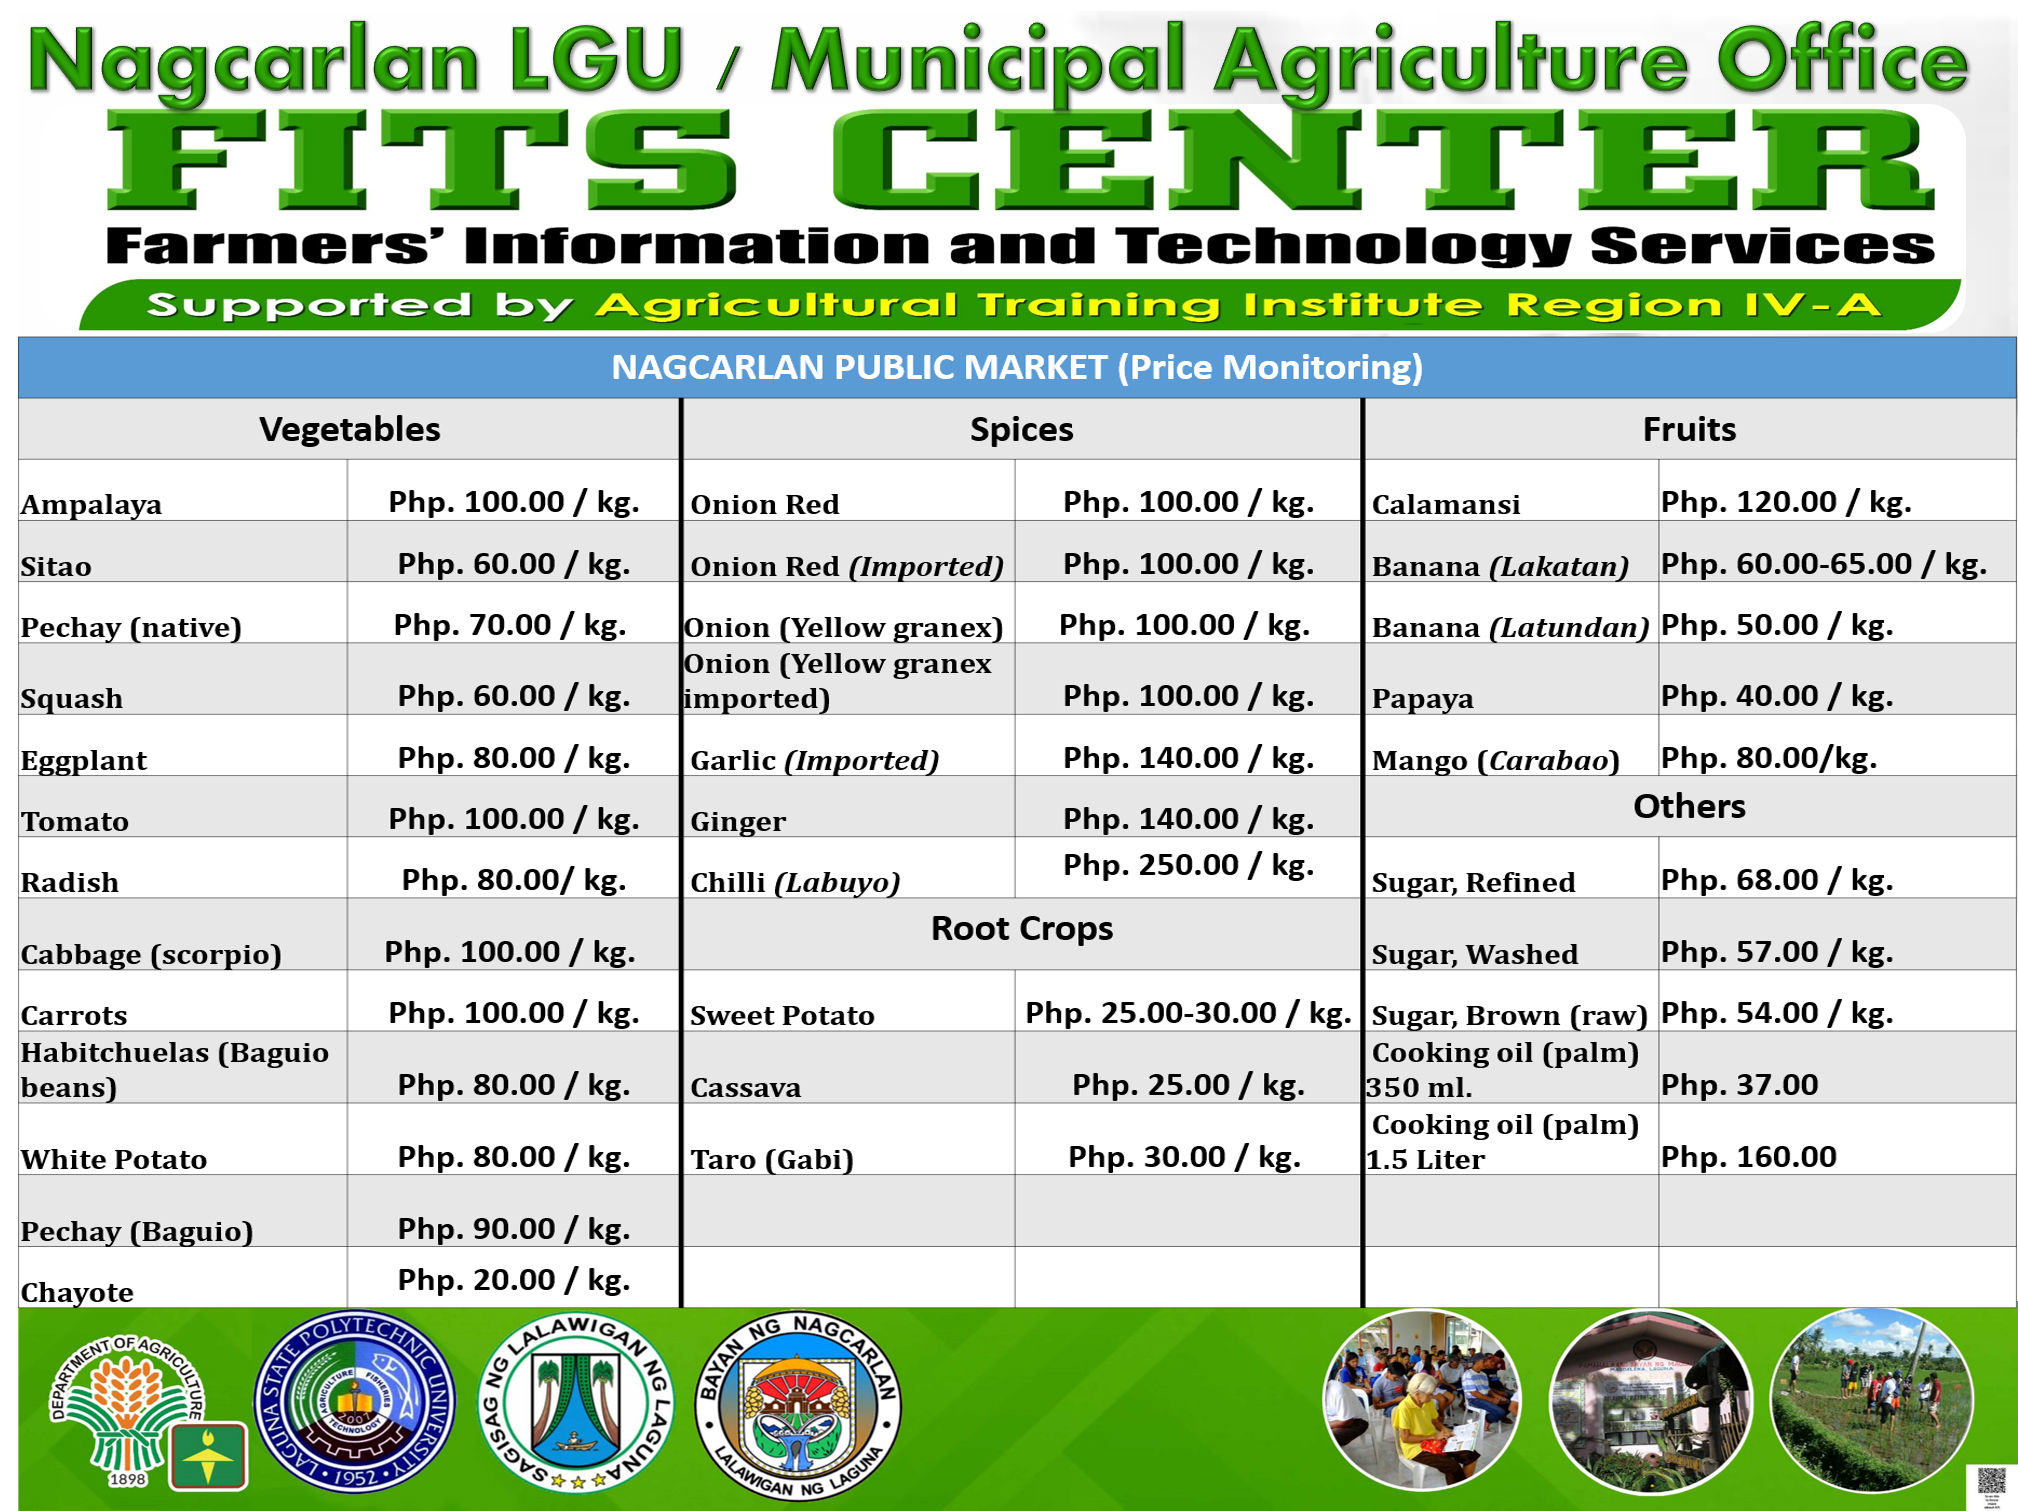 Nagcarlan LGU / Municipal Agriculture Office
FITS CENTER
Farmers' Information and Technology Services
Supported by Agricultural Training Institute Region IV-A
NAGCARLAN PUBLIC MARKET (Price Monitoring)
Vegetables Spices Fruits
Ampalaya Php. 100.00 / kg. Onion Red Php. 100.00 / kg. Calamansi Php. 120.00 / kg.
Sitao Php. 60.00 / kg. Onion Red (Imported) Php. 100.00 / kg. Banana (Lakatan) Php. 60.00-65.00 / kg.
Pechay (native) Php. 70.00 / kg. Onion (Yellow granex) Php. 100.00 / kg. Banana (Latundan) Php. 50.00 / kg.
Onion (Yellow granex
Squash Php. 60.00 / kg. imported) Php. 100.00 / kg. Papaya Php. 40.00 / kg.
Eggplant Php. 80.00 / kg. Garlic (Imported) Php. 140.00 / kg. Mango (Carabao) Php. 80.00/kg.
Tomato Php. 100.00 / kg. Ginger Php. 140.00 / kg. Others
Radish Php. 80.00/ kg. Chilli (Labuyo) Php. 250.00 / kg. Sugar, Refined Php. 68.00 / kg.
Cabbage (scorpio) Php. 100.00 / kg. Root Crops Sugar, Washed Php. 57.00 / kg.
Carrots Php. 100.00 / kg. Sweet Potato Php. 25.00-30.00 / kg. Sugar, Brown (raw) Php. 54.00 / kg.
Habitchuelas (Baguio Cooking oil (palm)
beans) Php. 80.00 / kg. Cassava Php. 25.00 / kg. 350 ml. Php. 37.00
Cooking oil (palm)
White Potato Php. 80.00 / kg. Taro (Gabi) Php. 30.00 / kg. 1.5 Liter Php. 160.00
Pechay (Baguio) Php. 90.00 / kg.
Chayote Php. 20.00 / kg.
DEPARTMENT OF AGRICULTURE
1898
LAGUNA STATE POLYTECHNIC UNIVERSITY
AGRICULTURE FISHERIES
2007
TECHNOLOGY
1952
SAGISAG NG LALAWIGAN NG LAGUNA
BAYAN NG NAGCARLAN
LALAWIGAN NG LAGUNA